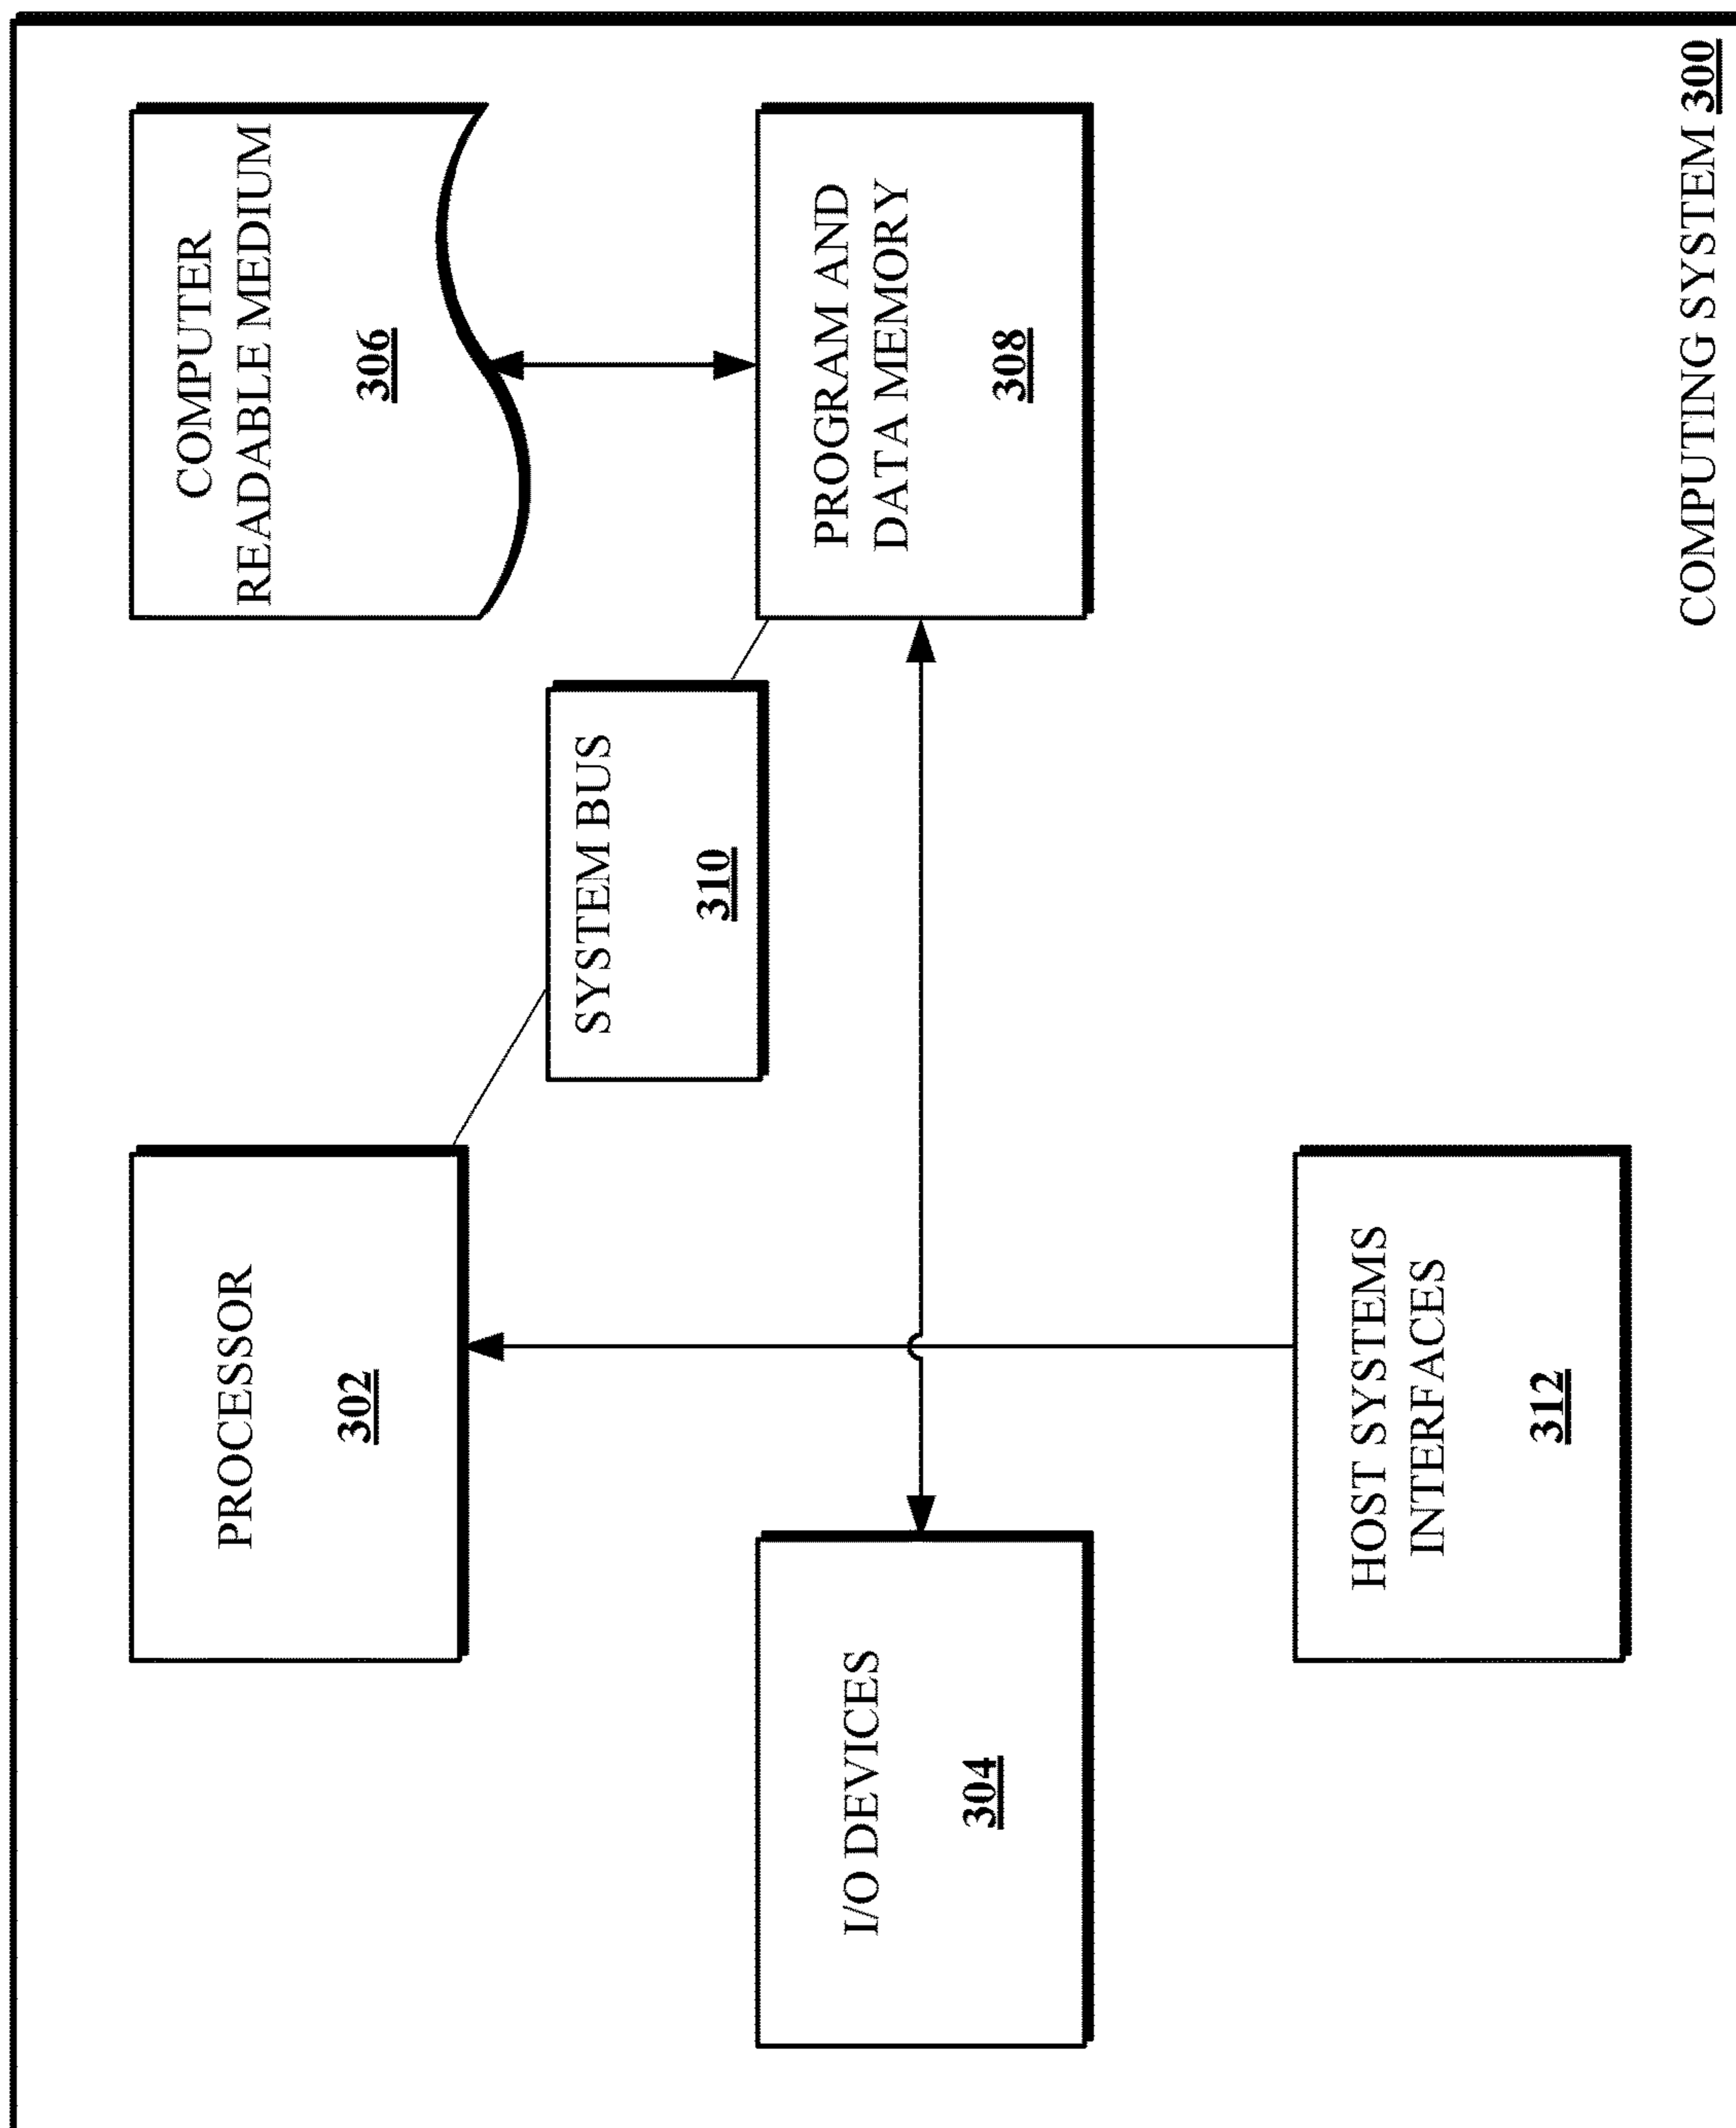 COMPUTING SYSTEM 300
PROCESSOR
302
COMPUTER
READABLE MEDIUM
306
SYSTEM BUS
310
I/O DEVICES
304
PROGRAM AND
DATA MEMORY
308
HOST SYSTEMS
INTERFACES
312